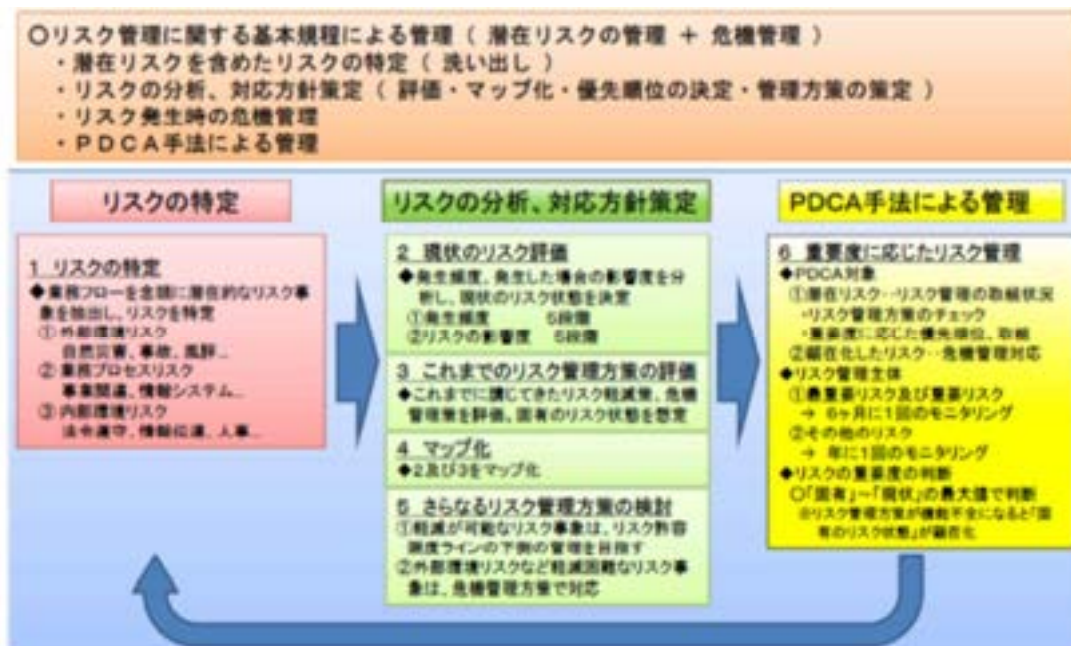 〇リスク管理に関する基本規程による管理（ 潜在リスクの管理 ＋ 危機管理 ）
・潜在リスクを含めたリスクの特定（ 洗い出し ）
・リスクの分析、対応方針策定（ 評価・マップ化・優先順位の決定・管理方策の策定 ）
・リスク発生時の危機管理
・ＰＤＣＡ手法による管理
リスクの特定
1 リスクの特定
◆業務フローを念頭に潜在的なリスク事
象を抽出し、リスクを特定
① 外部環境リスク
自然災害、事故、風評…
② 業務プロセスリスク
事業関連、情報システム…
③ 内部環境リスク
法令遵守、情報伝達、人事…
リスクの分析、対応方針策定
2 現状のリスク評価
◆発生頻度、発生した場合の影響度を分
析し、現状のリスク状態を決定
①発生頻度 5段階
②リスクの影響度 5段階
3 これまでのリスク管理方策の評価
◆これまでに講じてきたリスク軽減策、危機
管理策を評価、固有のリスク状態を想定
4 マップ化
◆2及び3をマップ化
5 さらなるリスク管理方策の検討
①軽減が可能なリスク事象は、リスク許容
限度ラインの下側の管理を目指す
②外部環境リスクなど軽減困難なリスク事
象は、危機管理方策で対応
PDCA手法による管理
6 重要度に応じたリスク管理
◆PDCA対象
①潜在リスク‥リスク管理の取組状況
・リスク管理方策のチェック
・重要度に応じた優先順位、取組
②顕在化したリスク‥危機管理対応
◆リスク管理主体
①最重要リスク及び重要リスク
→ 6ヶ月に1回のモニタリング
②その他のリスク
→ 年に1回のモニタリング
◆リスクの重要度の判断
〇「固有」～「現状」の最大値で判断
※リスク管理方策が機能不全になると「固
有のリスク状態」が顕在化